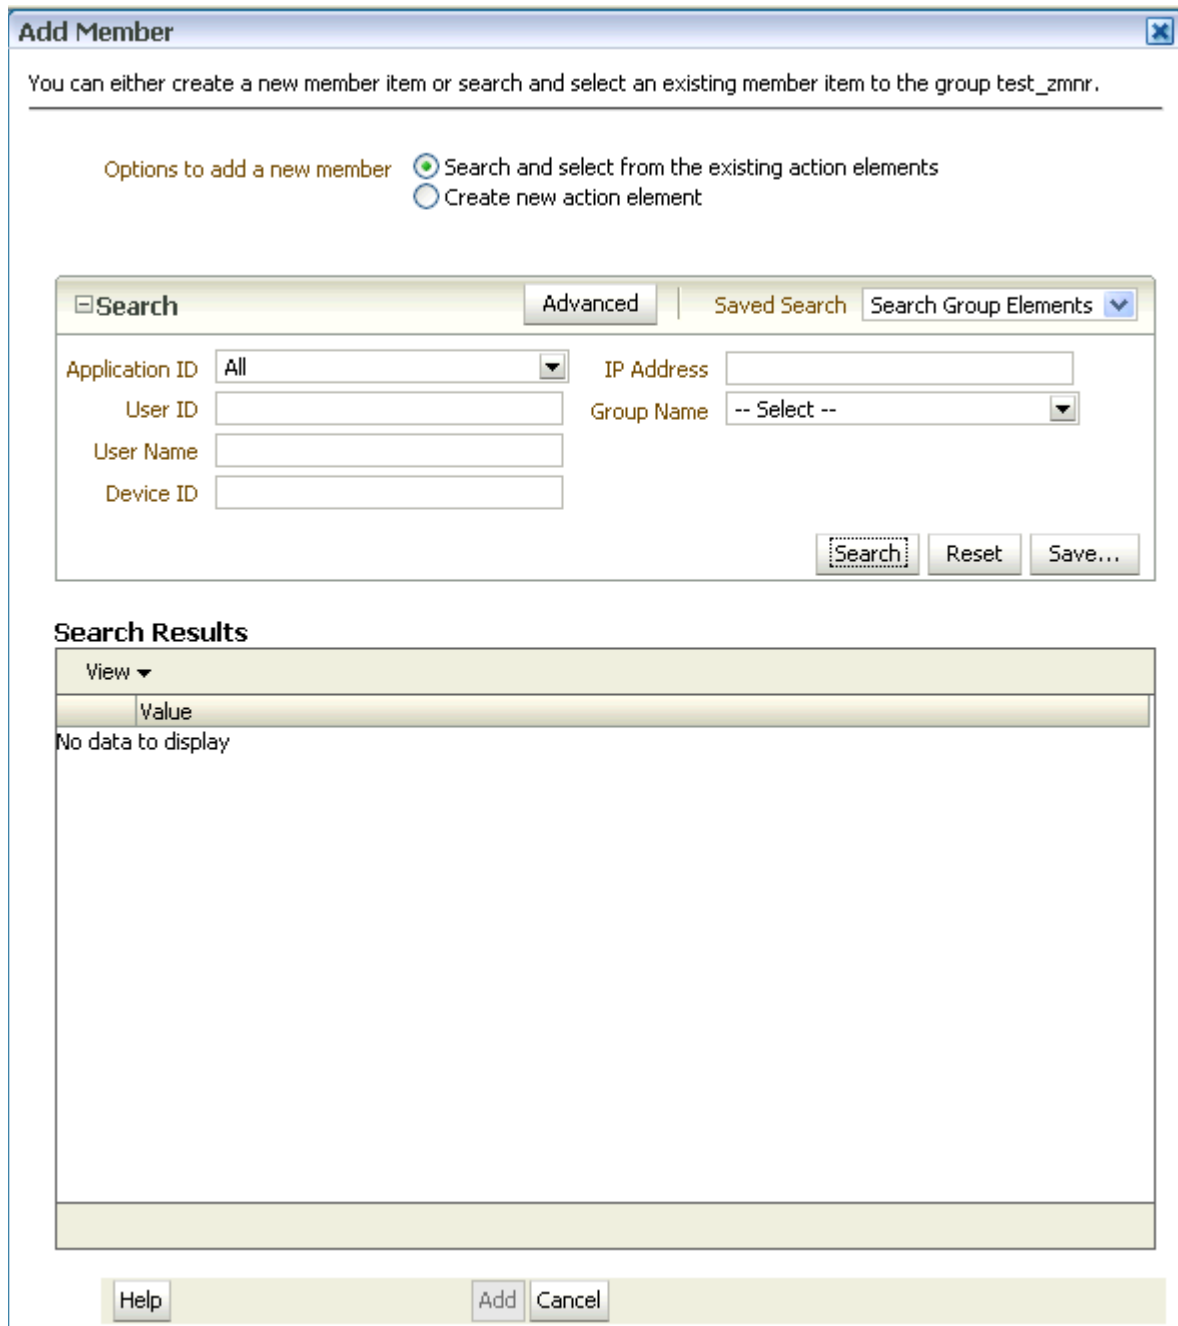 Add Member
You can either create a new member item or search and select an existing member item to the group test_zmnr.
Options to add a new member Search and select from the existing action elements
Create new action element
Search Advanced Saved Search Search Group Elements
Application ID All IP Address
User ID Group Name -- Select --
User Name
Device ID
Search Reset Save...
Search Results
View
Value
No data to display
Help Add Cancel